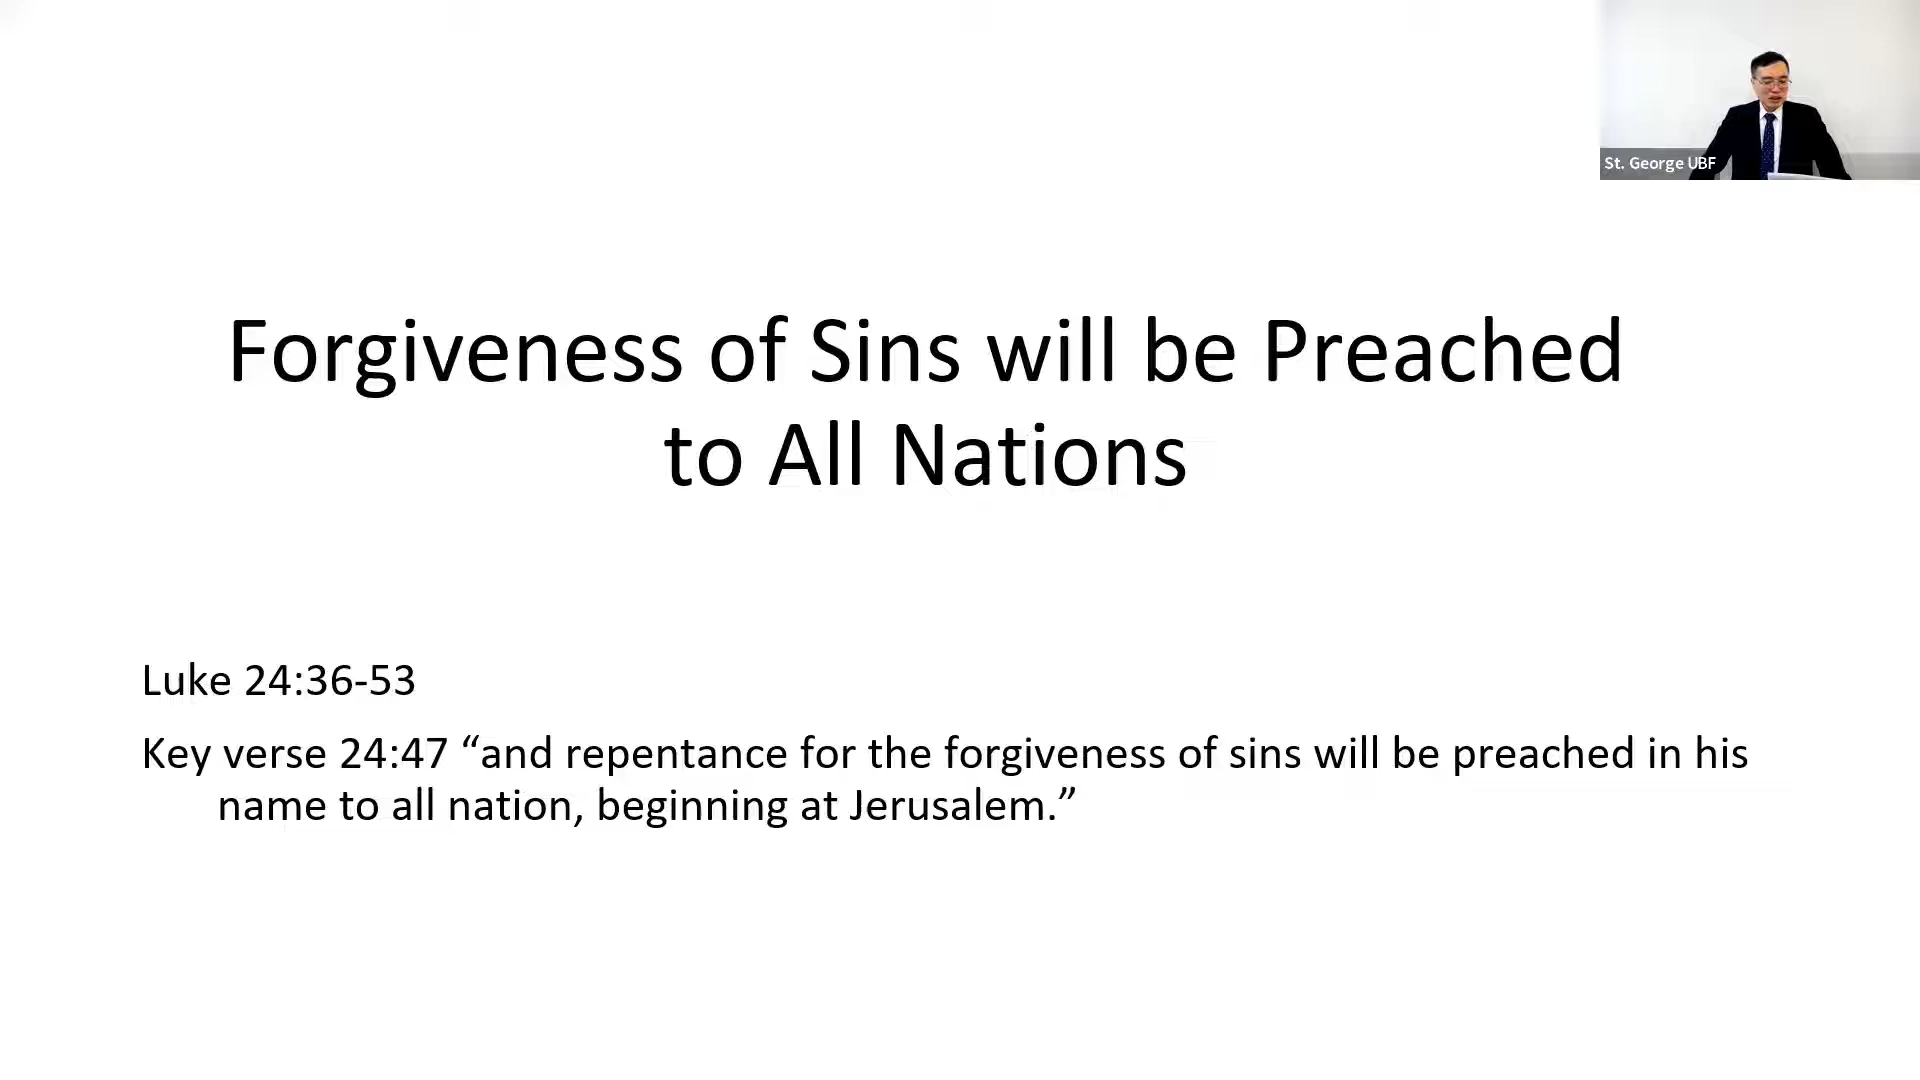 St. George UBF
Forgiveness of Sins will be Preached
to All Nations
Luke 24:36-53
Key verse 24:47 “and repentance for the forgiveness of sins will be preached in his
name to all nation, beginning at Jerusalem.”